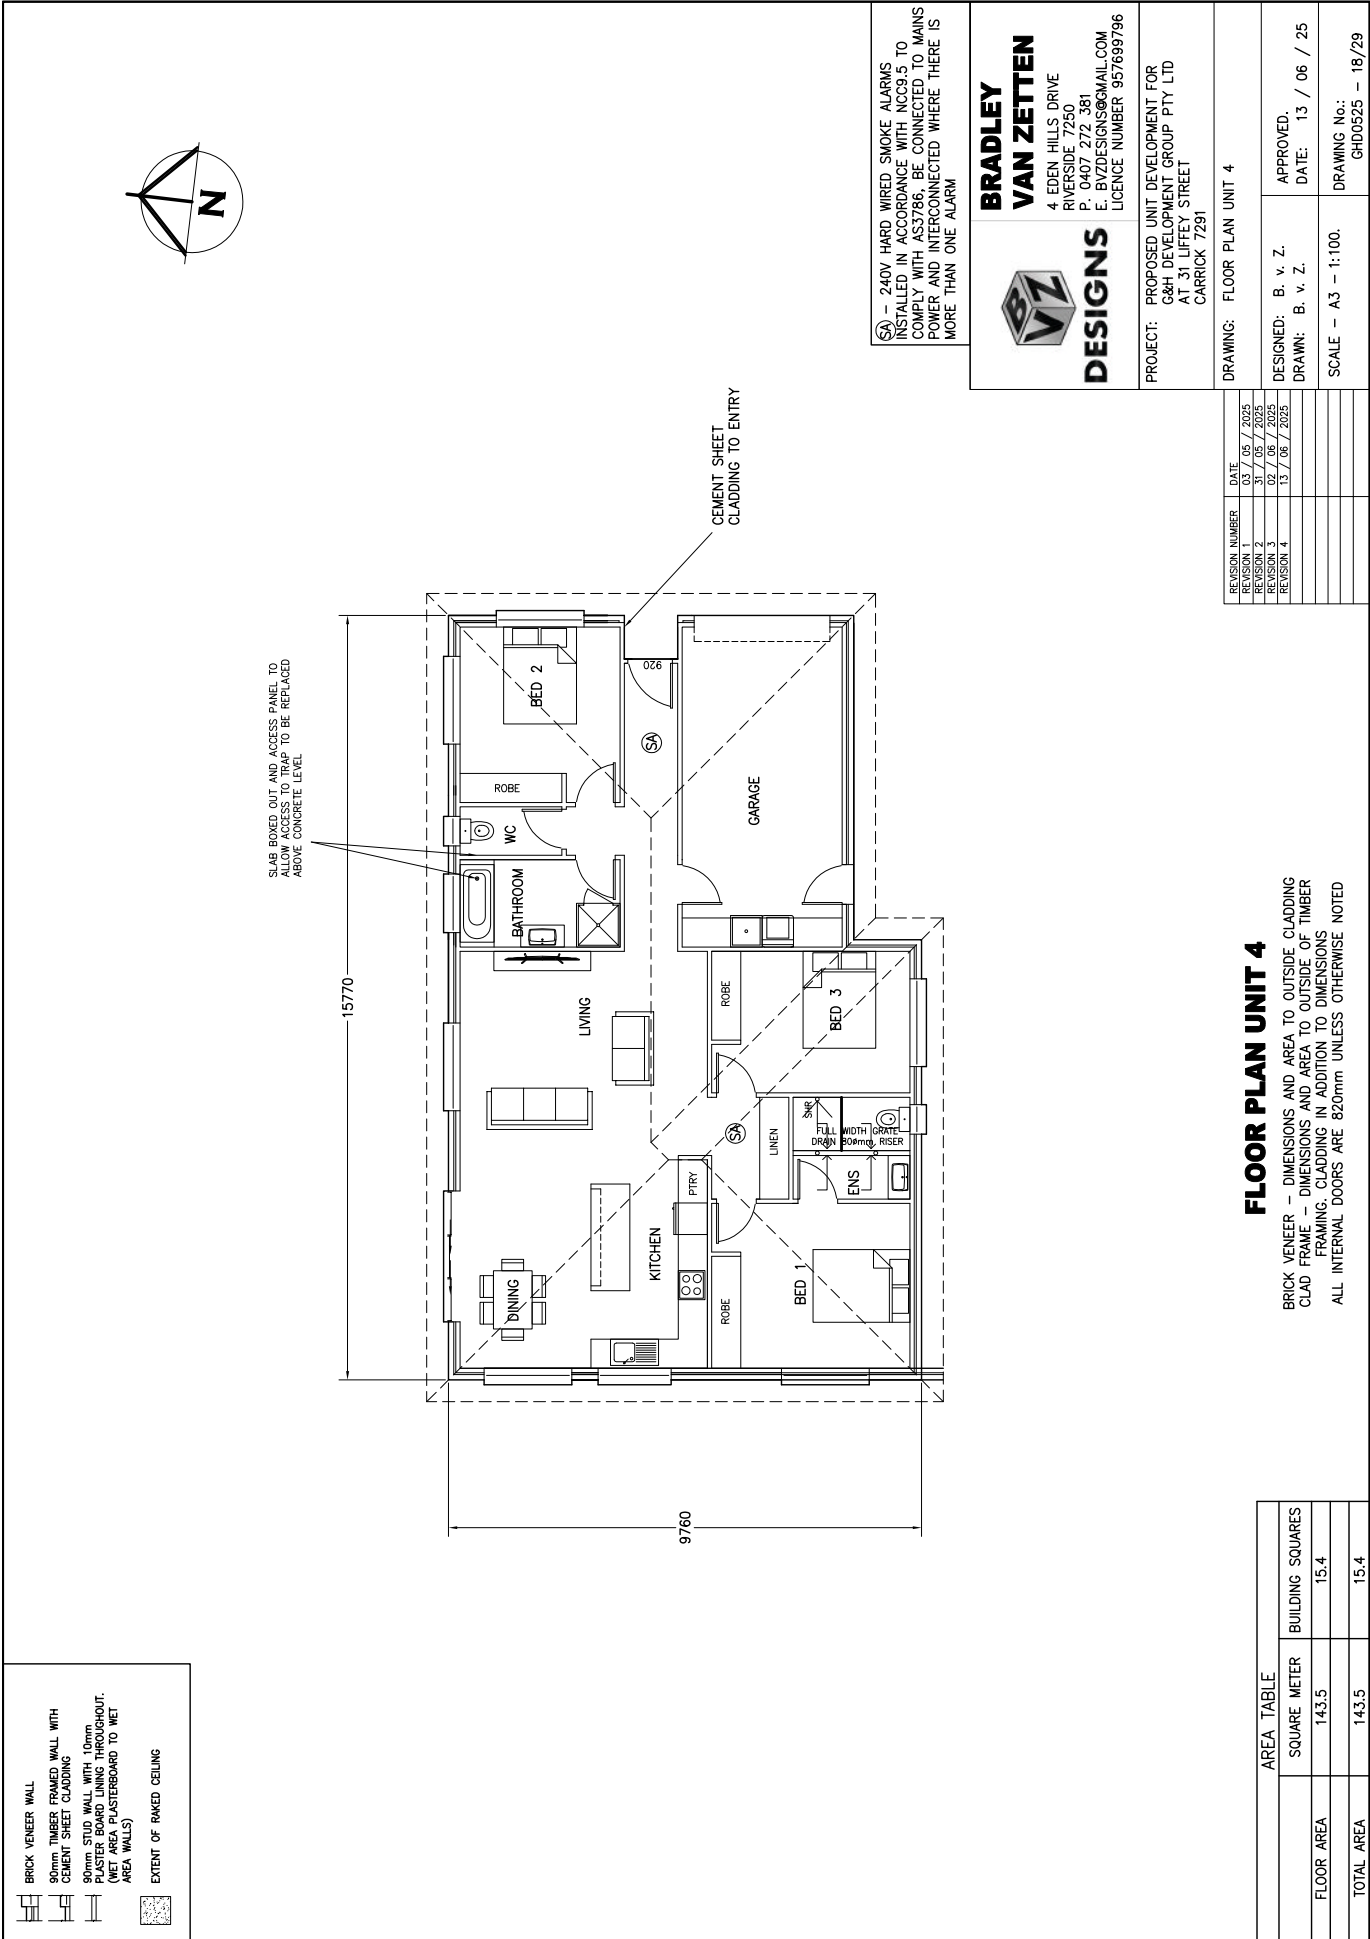 BRICK VENEER WALL
90mm TIMBER FRAMED WALL WITH
CEMENT SHEET CLADDING
90mm STUD WALL WITH 10mm
PLASTER BOARD LINING THROUGHOUT.
(WET AREA PLASTERBOARD TO WET
AREA WALLS)
EXTENT OF RAKED CEILING
N
SLAB BOXED OUT AND ACCESS PANEL TO
ALLOW ACCESS TO TRAP TO BE REPLACED
ABOVE CONCRETE LEVEL
15770
9760
CEMENT SHEET
CLADDING TO ENTRY
DINING
LIVING
BATHROOM
WC
ROBE
BED 2
920
SA
KITCHEN
PTRY
GARAGE
ROBE
BED 1
SA
LINEN
ENS
SHR
FULL WIDTH GRATE
DRAIN 80ømm RISER
ROBE
BED 3
SA – 240V HARD WIRED SMOKE ALARMS
INSTALLED IN ACCORDANCE WITH NCC9.5 TO
COMPLY WITH AS3786, BE CONNECTED TO MAINS
POWER AND INTERCONNECTED WHERE THERE IS
MORE THAN ONE ALARM
BVZ
DESIGNS
BRADLEY
VAN ZETTEN
4 EDEN HILLS DRIVE
RIVERSIDE 7250
P. 0407 272 381
E. BVZDESIGNS@GMAIL.COM
LICENCE NUMBER 957699796
PROJECT: PROPOSED UNIT DEVELOPMENT FOR
G&H DEVELOPMENT GROUP PTY LTD
AT 31 LIFFEY STREET
CARRICK 7291
DRAWING: FLOOR PLAN UNIT 4
DESIGNED: B. v. Z.
DRAWN: B. v. Z.
APPROVED.
DATE: 13 / 06 / 25
SCALE – A3 – 1:100.
DRAWING No.:
GHD0525 – 18/29
REVISION NUMBER DATE
REVISION 1 03 / 05 / 2025
REVISION 2 31 / 05 / 2025
REVISION 3 02 / 06 / 2025
REVISION 4 13 / 06 / 2025
FLOOR PLAN UNIT 4
BRICK VENEER – DIMENSIONS AND AREA TO OUTSIDE CLADDING
CLAD FRAME – DIMENSIONS AND AREA TO OUTSIDE OF TIMBER
FRAMING. CLADDING IN ADDITION TO DIMENSIONS
ALL INTERNAL DOORS ARE 820mm UNLESS OTHERWISE NOTED
AREA TABLE
SQUARE METER BUILDING SQUARES
FLOOR AREA 143.5 15.4
TOTAL AREA 143.5 15.4